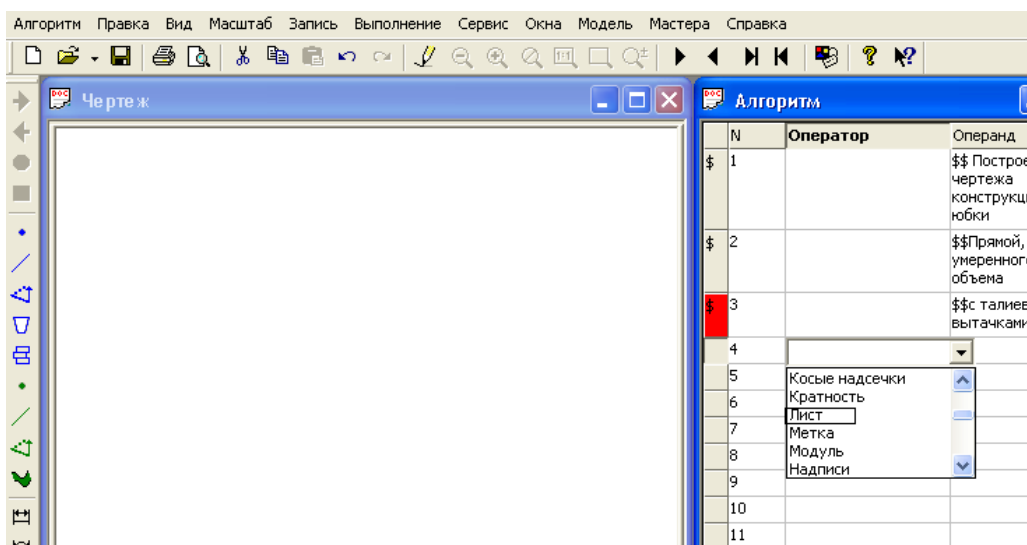 Алгоритм Правка Вид Масштаб Запись Выполнение Сервис Окна Модель Мастера Справка
Чертеж
Алгоритм
N Оператор Операнд
$ 1 $$ Построе
чертежа
конструкц
юбки
$ 2 $$Прямой,
умеренног
объема
$ 3 $$с талиев
вытачками
4
5
6
7
8
9
10
11
Косые надсечки
Кратность
Лист
Метка
Модуль
Надписи